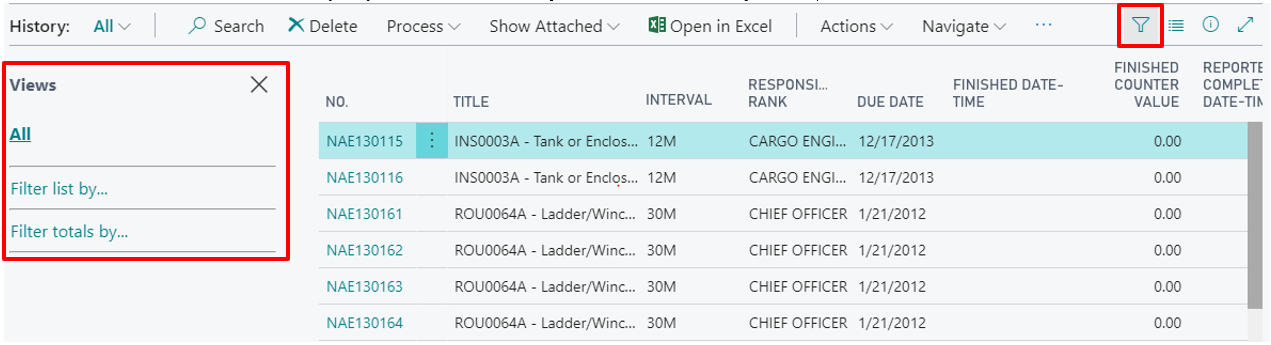 History: All Search Delete Process Show Attached Open in Excel Actions Navigate ...
Views
All
Filter list by...
Filter totals by...
NO. TITLE INTERVAL RESPONSI... RANK DUE DATE FINISHED DATE-TIME FINISHED COUNTER VALUE REPORTE COMPLET DATE-TIM
NAE130115 INS0003A - Tank or Enclos... 12M CARGO ENGI... 12/17/2013 0.00
NAE130116 INS0003A - Tank or Enclos... 12M CARGO ENGI... 12/17/2013 0.00
NAE130161 ROU0064A - Ladder/Winc... 30M CHIEF OFFICER 1/21/2012 0.00
NAE130162 ROU0064A - Ladder/Winc... 30M CHIEF OFFICER 1/21/2012 0.00
NAE130163 ROU0064A - Ladder/Winc... 30M CHIEF OFFICER 1/21/2012 0.00
NAE130164 ROU0064A - Ladder/Winc... 30M CHIEF OFFICER 1/21/2012 0.00